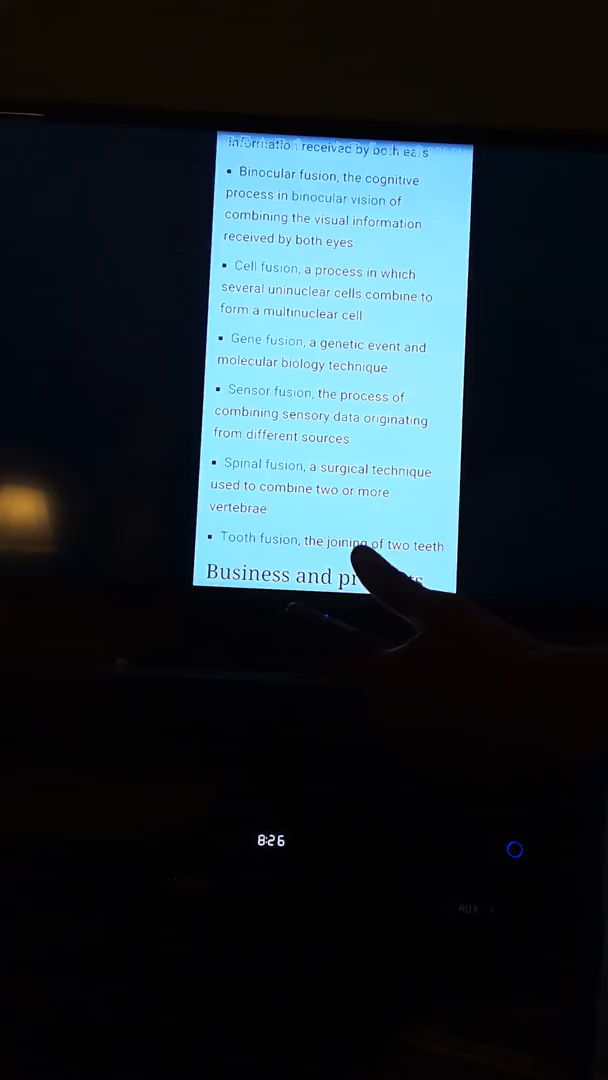 information received by both ears
▪ Binocular fusion, the cognitive
process in binocular vision of
combining the visual information
received by both eyes
▪ Cell fusion, a process in which
several uninuclear cells combine to
form a multinuclear cell
▪ Gene fusion, a genetic event and
molecular biology technique
▪ Sensor fusion, the process of
combining sensory data originating
from different sources
▪ Spinal fusion, a surgical technique
used to combine two or more
vertebrae
▪ Tooth fusion, the joining of two teeth
Business and
8:26